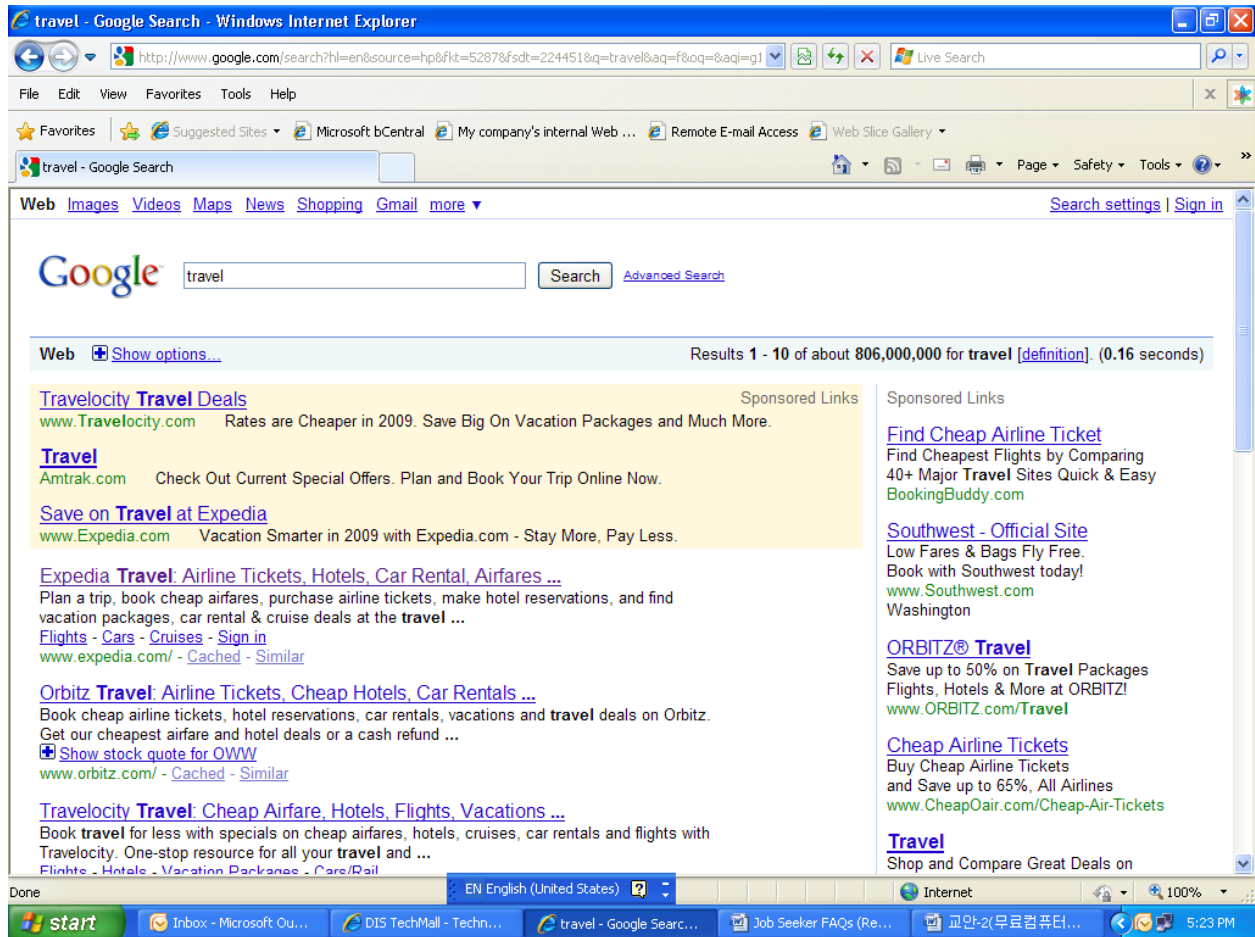 travel - Google Search - Windows Internet Explorer
http://www.google.com/search?hl=en&source=hp&fkt=5287&fsdt=224451&q=travel&aq=f&oq=&aqi=g1
Live Search
File Edit View Favorites Tools Help
Favorites Suggested Sites Microsoft bCentral My company's internal Web ... Remote E-mail Access Web Slice Gallery
travel - Google Search
Page Safety Tools
Web Images Videos Maps News Shopping Gmail more
Search settings | Sign in
Google
travel
Search
Advanced Search
Web Show options...
Results 1 - 10 of about 806,000,000 for travel [definition]. (0.16 seconds)
Travelocity Travel Deals
Sponsored Links
www.Travelocity.com Rates are Cheaper in 2009. Save Big On Vacation Packages and Much More.
Travel
Amtrak.com Check Out Current Special Offers. Plan and Book Your Trip Online Now.
Save on Travel at Expedia
www.Expedia.com Vacation Smarter in 2009 with Expedia.com - Stay More, Pay Less.
Expedia Travel: Airline Tickets, Hotels, Car Rental, Airfares ...
Plan a trip, book cheap airfares, purchase airline tickets, make hotel reservations, and find
vacation packages, car rental & cruise deals at the travel ...
Flights - Cars - Cruises - Sign in
www.expedia.com/ - Cached - Similar
Orbitz Travel: Airline Tickets, Cheap Hotels, Car Rentals ...
Book cheap airline tickets, hotel reservations, car rentals, vacations and travel deals on Orbitz.
Get our cheapest airfare and hotel deals or a cash refund ...
Show stock quote for OWW
www.orbitz.com/ - Cached - Similar
Travelocity Travel: Cheap Airfare, Hotels, Flights, Vacations ...
Book travel for less with specials on cheap airfares, hotels, cruises, car rentals and flights with
Travelocity. One-stop resource for all your travel and ...
Flights - Hotels - Vacation Packages - Cars/Rail
Sponsored Links
Find Cheap Airline Ticket
Find Cheapest Flights by Comparing
40+ Major Travel Sites Quick & Easy
BookingBuddy.com
Southwest - Official Site
Low Fares & Bags Fly Free.
Book with Southwest today!
www.Southwest.com
Washington
ORBITZ® Travel
Save up to 50% on Travel Packages
Flights, Hotels & More at ORBITZ!
www.ORBITZ.com/Travel
Cheap Airline Tickets
Buy Cheap Airline Tickets
and Save up to 65%, All Airlines
www.CheapOair.com/Cheap-Air-Tickets
Travel
Shop and Compare Great Deals on
Done
EN English (United States)
Internet
100%
start
Inbox - Microsoft Ou...
DIS TechMall - Techn...
travel - Google Searc...
Job Seeker FAQs (Re...
교안-2(무료컴퓨터...
5:23 PM